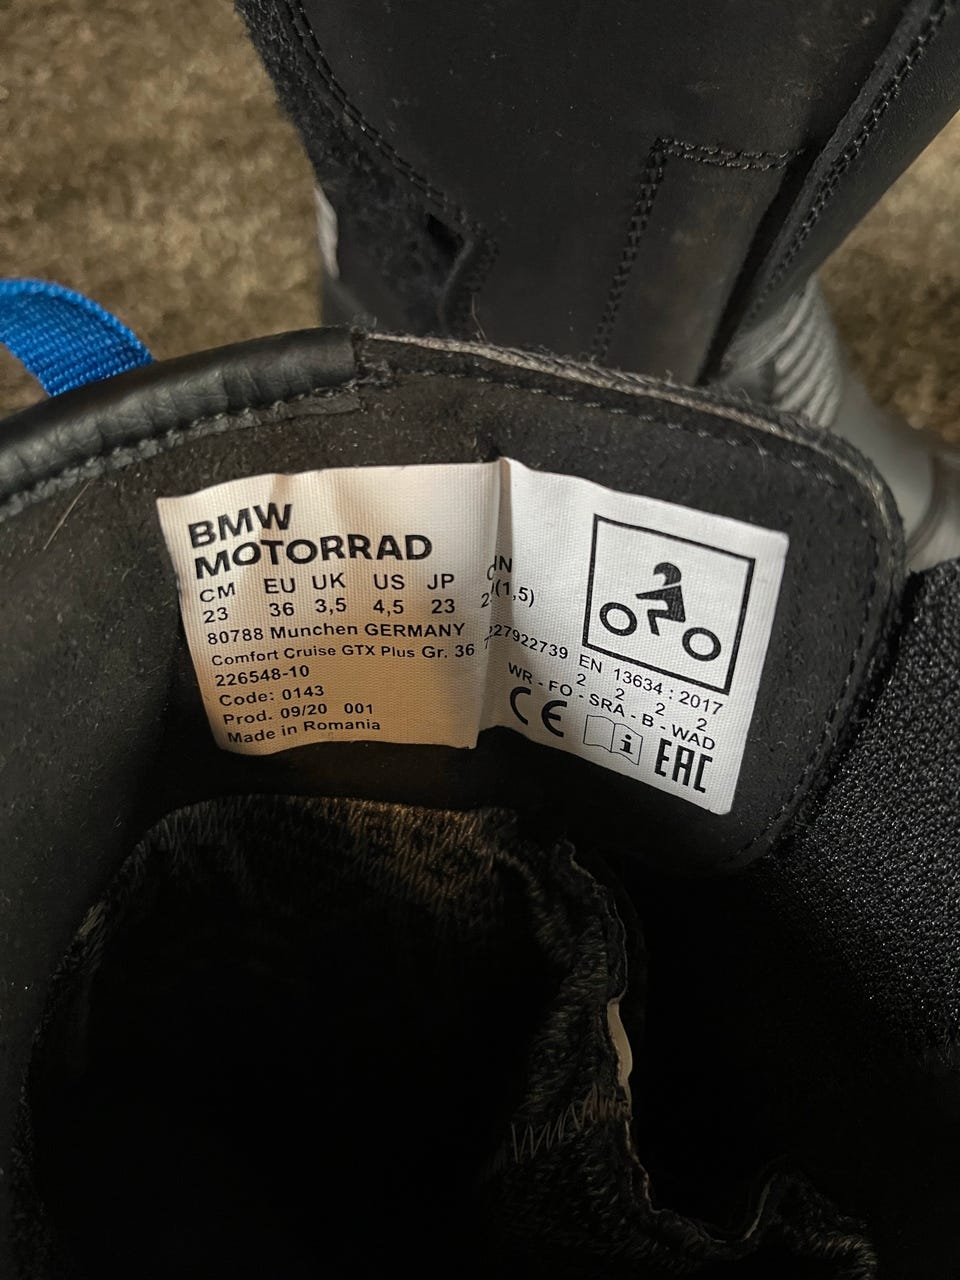 BMW
MOTORRAD
CM EU UK US JP
23 36 3,5 4,5 23
80788 Munchen GERMANY
Comfort Cruise GTX Plus Gr. 36
226548-10
Code: 0143
Prod. 09/20 001
Made in Romania
(1,5)
27922739 EN 13634 : 2017
2 2 2 2
WR - FO - SRA - B - WAD
CE
i
EAC